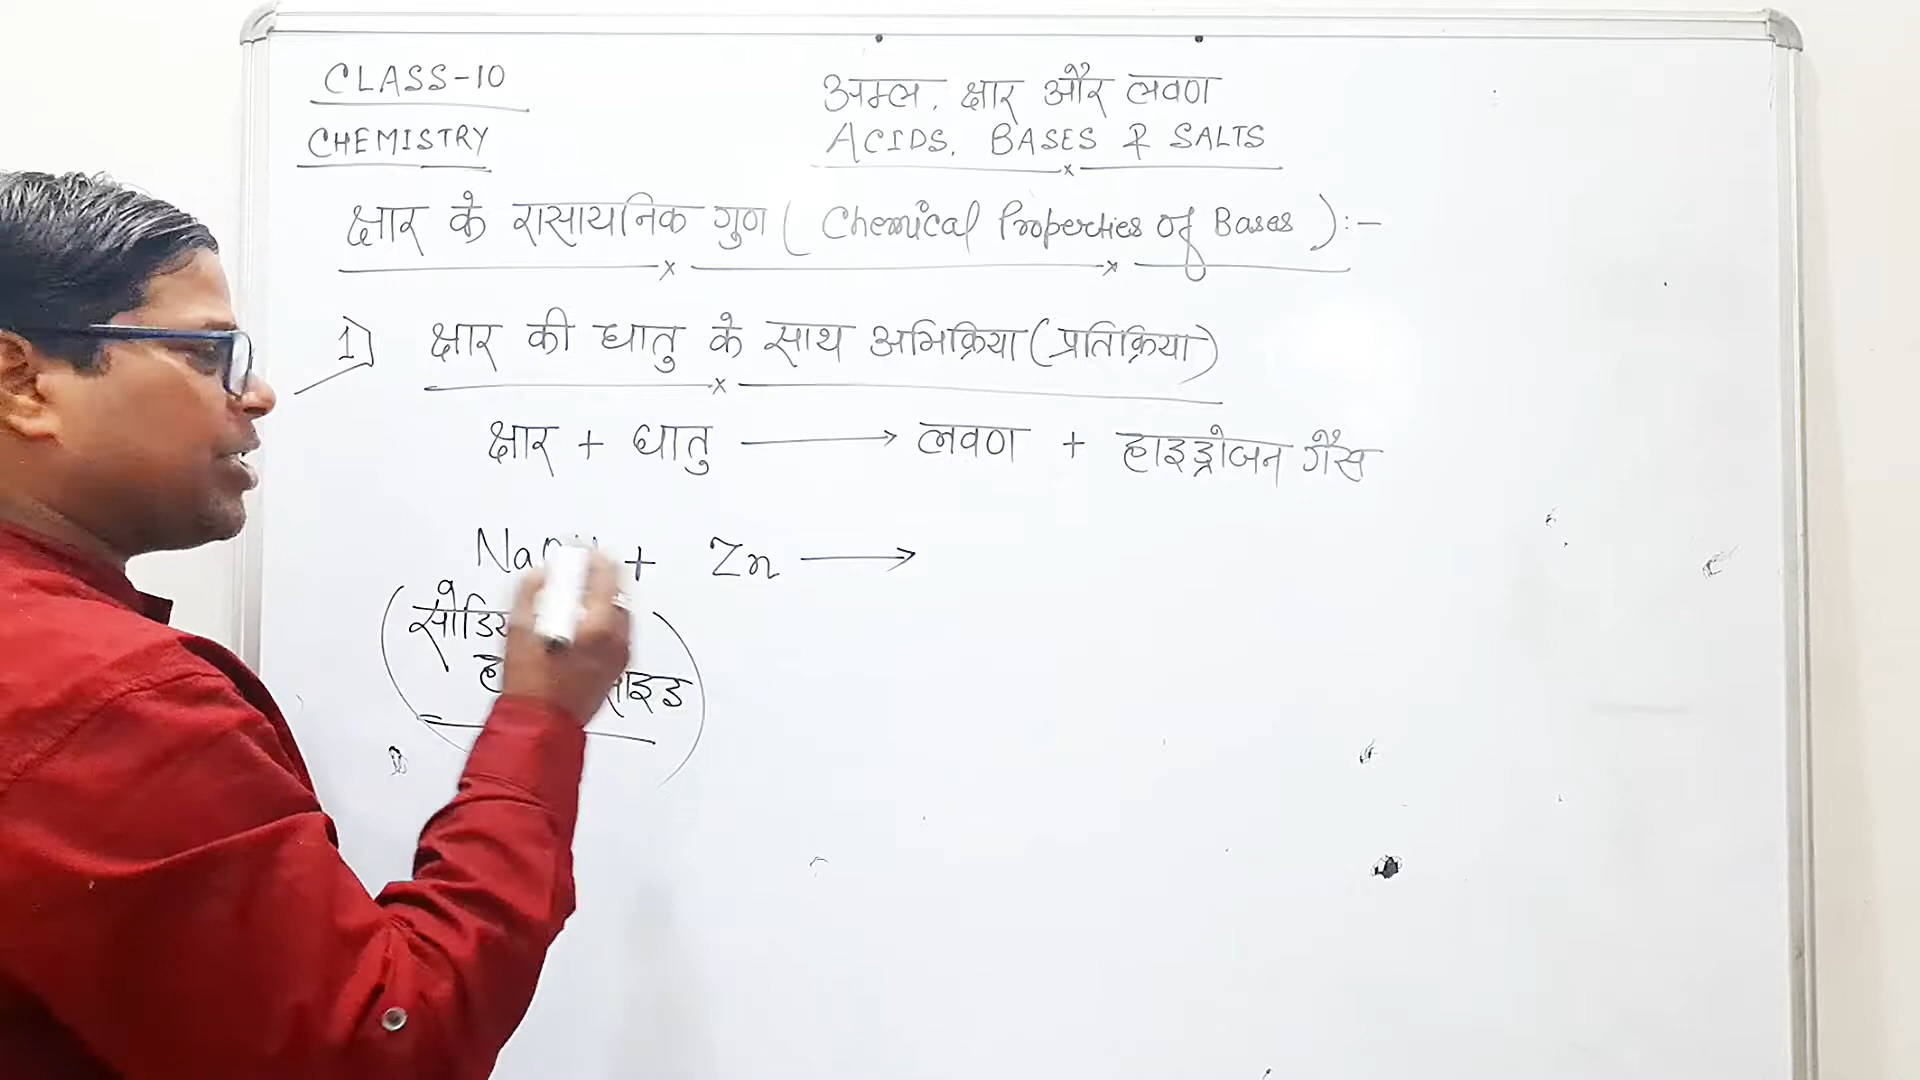 CLASS-10
CHEMISTRY
अम्ल, क्षार और लवण
ACIDS, BASES & SALTS
क्षार के रासायनिक गुण ( Chemical Properties of Bases ):-
1) क्षार की धातु के साथ अभिक्रिया (प्रतिक्रिया)
क्षार + धातु → लवण + हाइड्रोजन गैस
+ Zn →